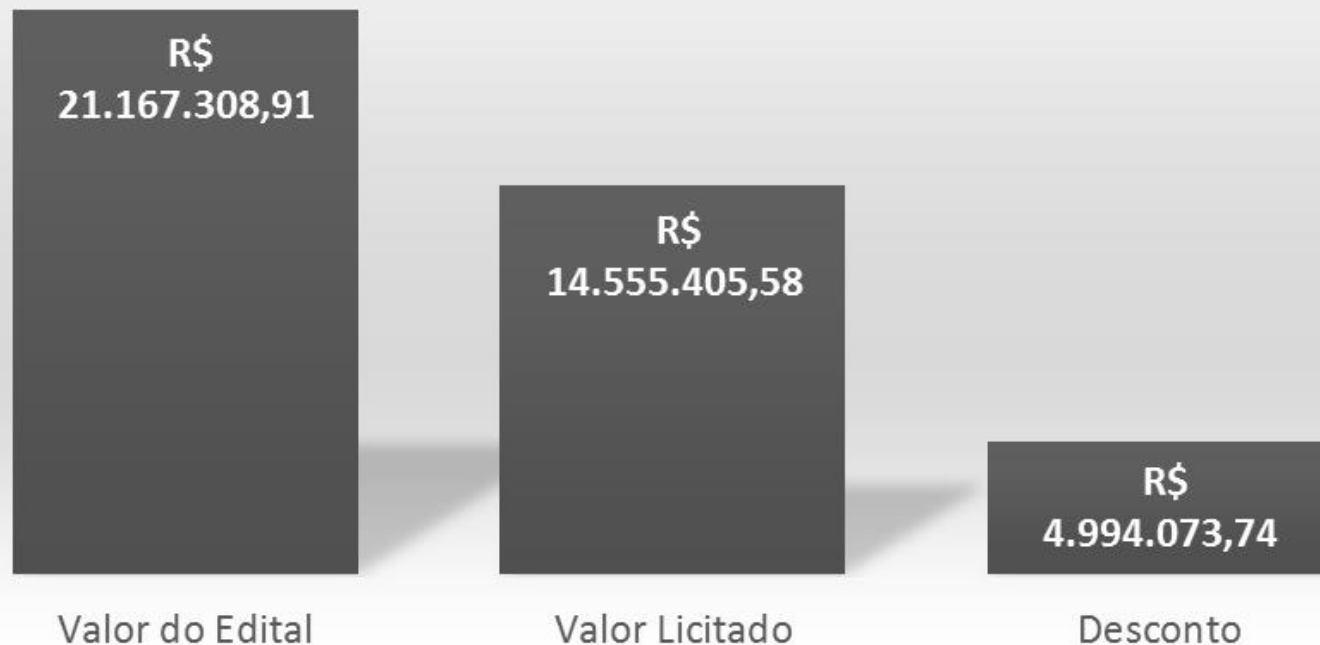 R$
21.167.308,91
R$
14.555.405,58
R$
4.994.073,74
Valor do Edital
Valor Licitado
Desconto